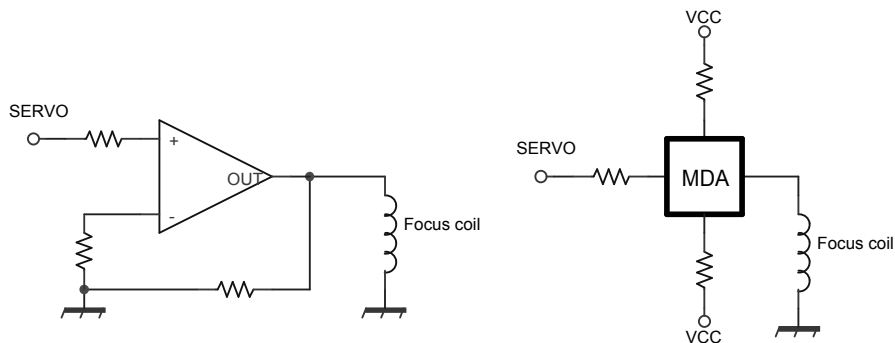 SERVO
+
-
OUT
Focus coil
VCC
SERVO
MDA
Focus coil
VCC